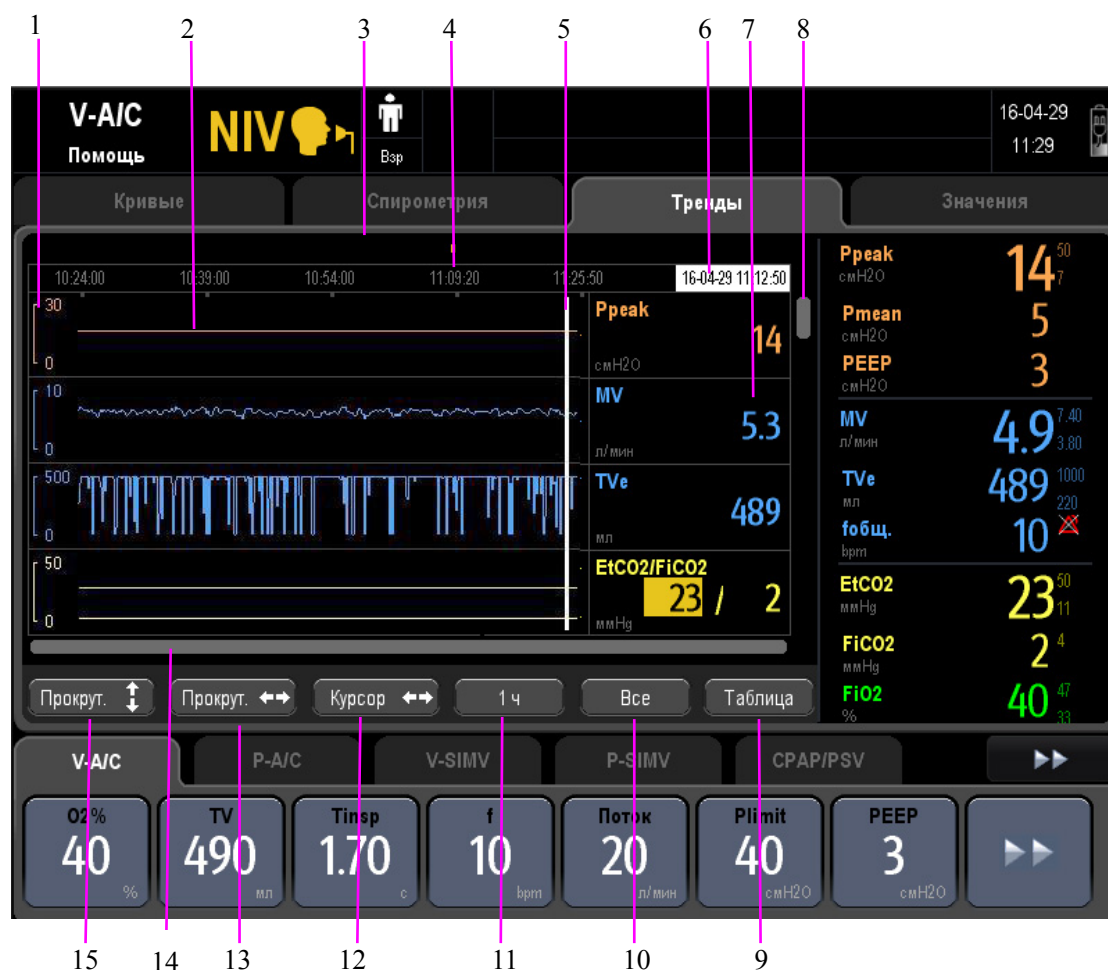 1 2 3 4 5 6 7 8
V-A/C
Помощь
NIV
Взр
16-04-29
11:29
Кривые Спирометрия Тренды Значения
10:24:00 10:39:00 10:54:00 11:09:20 11:25:50 16-04-29 11:12:50
30
0
Ppeak
14
смH2O
10
0
MV
5.3
л/мин
500
0
TVe
489
мл
50
0
EtCO2/FiCO2
23 / 2
ммHg
Ppeak
смH2O
14
50
7
Pmean
смH2O
5
PEEP
смH2O
3
MV
л/мин
4.9
7.40
3.80
TVe
мл
489
1000
220
fобщ.
bpm
10
EtCO2
ммHg
23
50
11
FiCO2
ммHg
2
4
FiO2
%
40
47
33
Прокрут. Прокрут. Курсор 1 ч Все Таблица
V-A/C P-A/C V-SIMV P-SIMV CPAP/PSV
O2% TV Tinsp f Поток Plimit PEEP
40 490 1.70 10 20 40 3
% мл с bpm л/мин смH2O смH2O
15 14 13 12 11 10 9